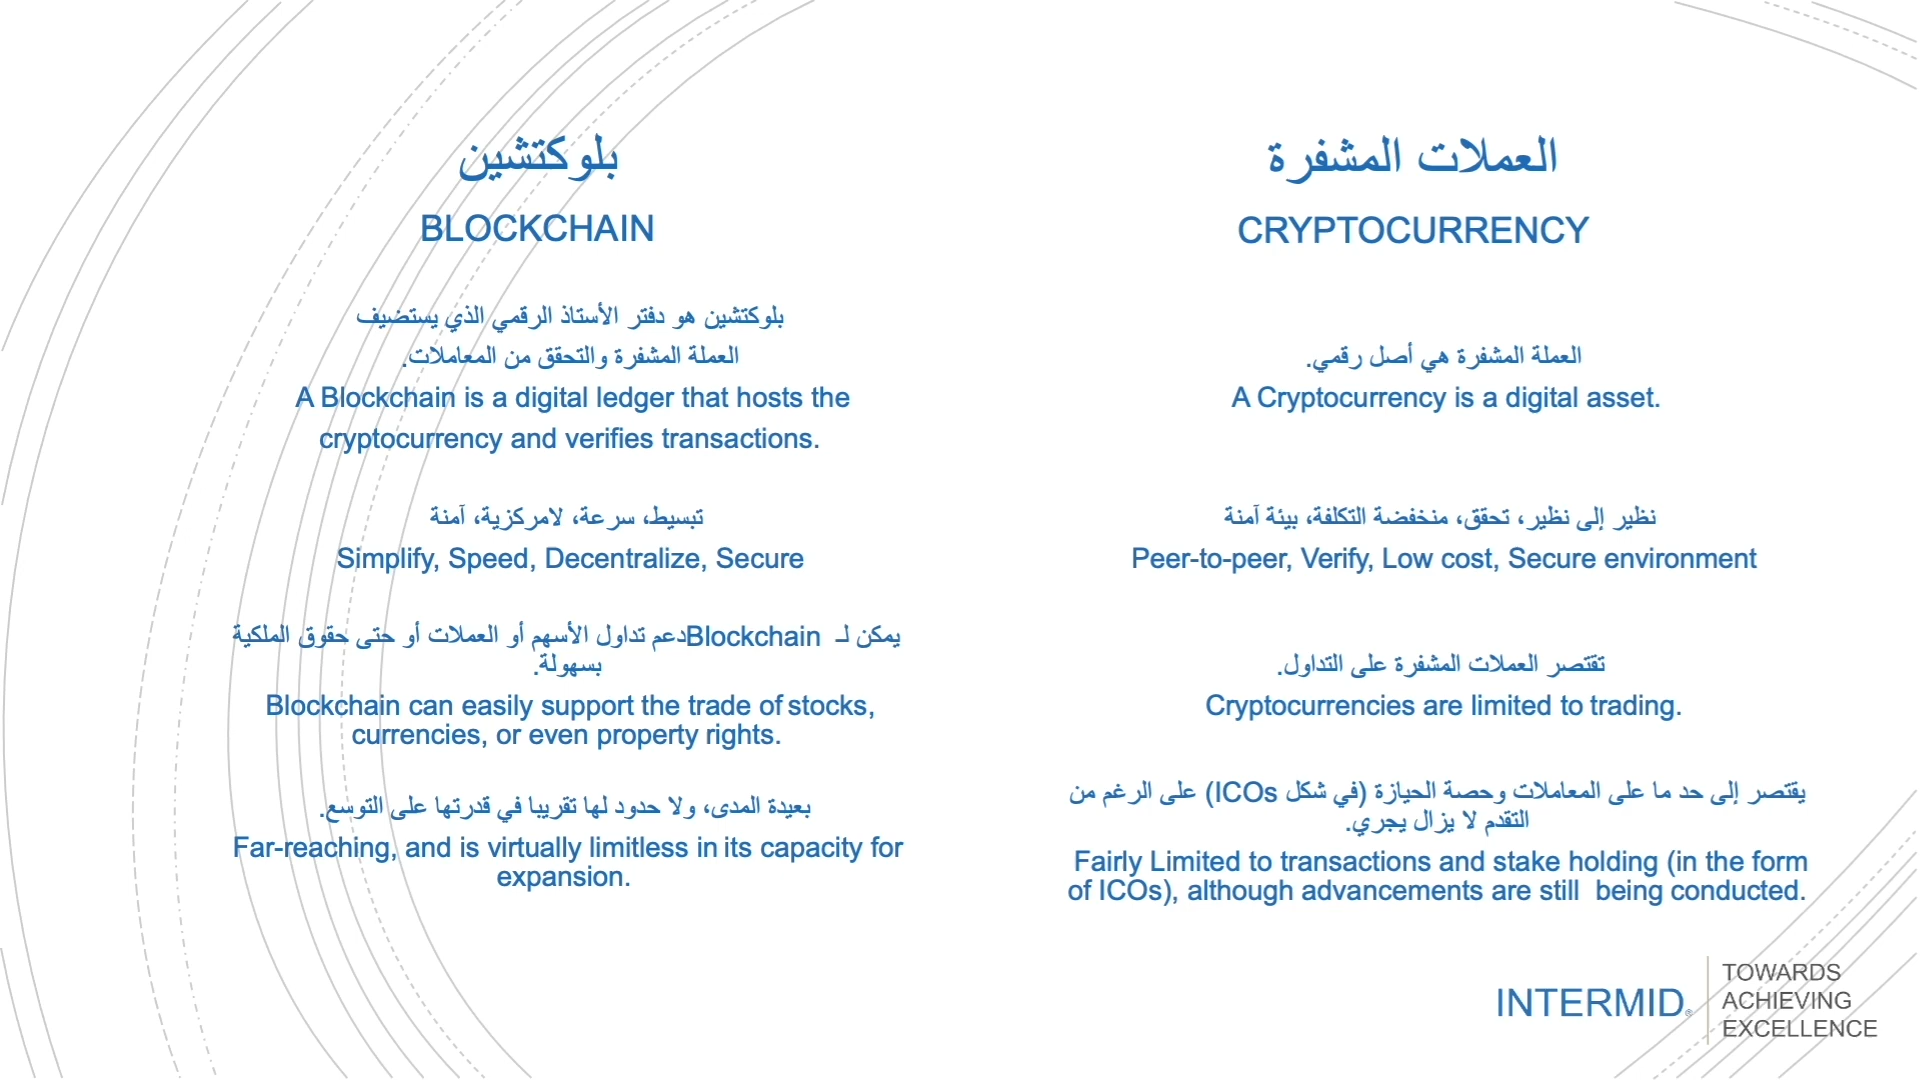 بلوكتشين
BLOCKCHAIN
بلوكتشين هو دفتر الأستاذ الرقمي الذي يستضيف
العملة المشفرة والتحقق من المعاملات.
A Blockchain is a digital ledger that hosts the
cryptocurrency and verifies transactions.
تبسيط، سرعة، لامركزية، آمنة
Simplify, Speed, Decentralize, Secure
يمكن لـ Blockchainدعم تداول الأسهم أو العملات أو حتى حقوق الملكية
بسهولة.
Blockchain can easily support the trade of stocks,
currencies, or even property rights.
بعيدة المدى، ولا حدود لها تقريبا في قدرتها على التوسع.
Far-reaching, and is virtually limitless in its capacity for
expansion.
العملات المشفرة
CRYPTOCURRENCY
العملة المشفرة هي أصل رقمي.
A Cryptocurrency is a digital asset.
نظير إلى نظير، تحقق، منخفضة التكلفة، بيئة آمنة
Peer-to-peer, Verify, Low cost, Secure environment
تقتصر العملات المشفرة على التداول.
Cryptocurrencies are limited to trading.
يقتصر إلى حد ما على المعاملات وحصة الحيازة (في شكل ICOs) على الرغم من
التقدم لا يزال يجري.
Fairly Limited to transactions and stake holding (in the form
of ICOs), although advancements are still being conducted.
INTERMID®
TOWARDS
ACHIEVING
EXCELLENCE